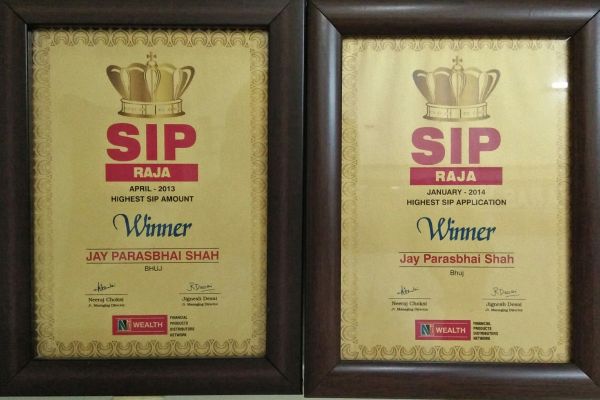 SIP
RAJA
APRIL - 2013
HIGHEST SIP AMOUNT
Winner
JAY PARASBHAI SHAH
BHUJ
Neeraj Choksi
Jt. Managing Director
Jignesh Desai
Jt. Managing Director
WEALTH
FINANCIAL
PRODUCTS
DISTRIBUTORS
NETWORK
SIP
RAJA
JANUARY - 2014
HIGHEST SIP APPLICATION
Winner
Jay Parasbhai Shah
Bhuj
Neeraj Choksi
Jt. Managing Director
Jignesh Desai
Jt. Managing Director
WEALTH
FINANCIAL
PRODUCTS
DISTRIBUTORS
NETWORK